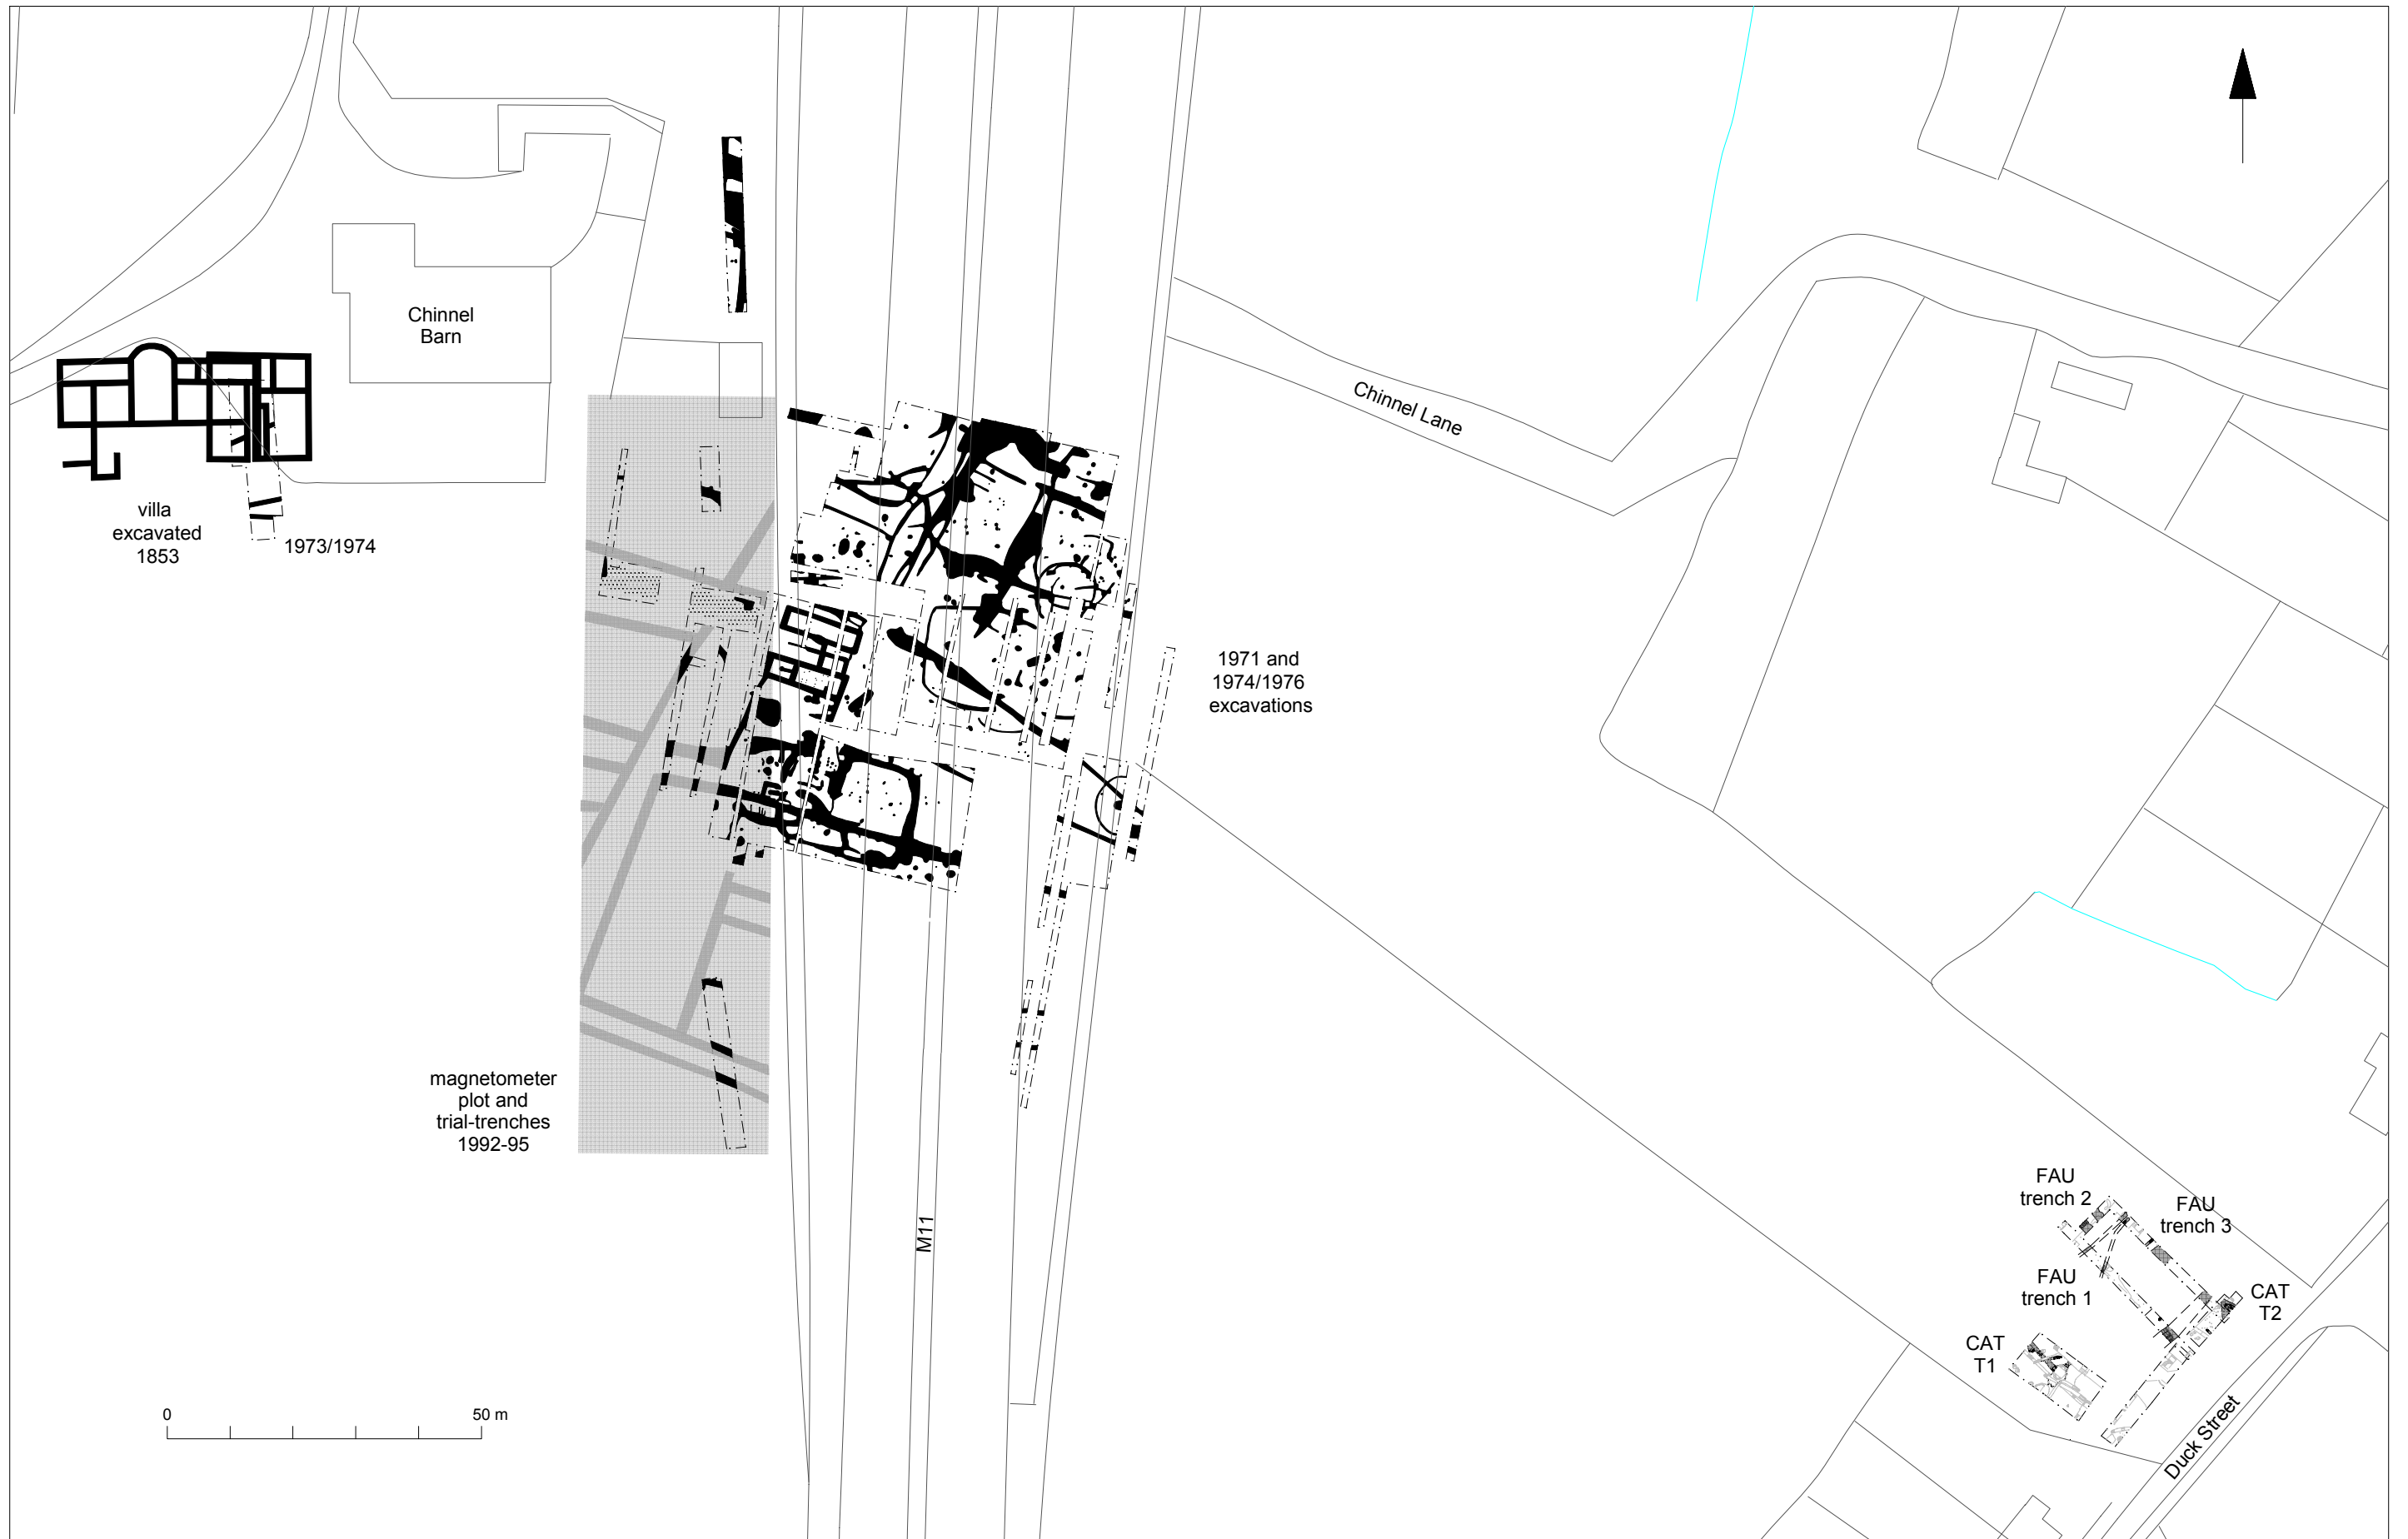 Chinnel
Barn
Chinnel Lane
villa
excavated
1853
1973/1974
1971 and
1974/1976
excavations
magnetometer
plot and
trial-trenches
1992-95
M11
FAU
trench 2
FAU
trench 3
FAU
trench 1
CAT
T2
CAT
T1
Duck Street
0
50 m